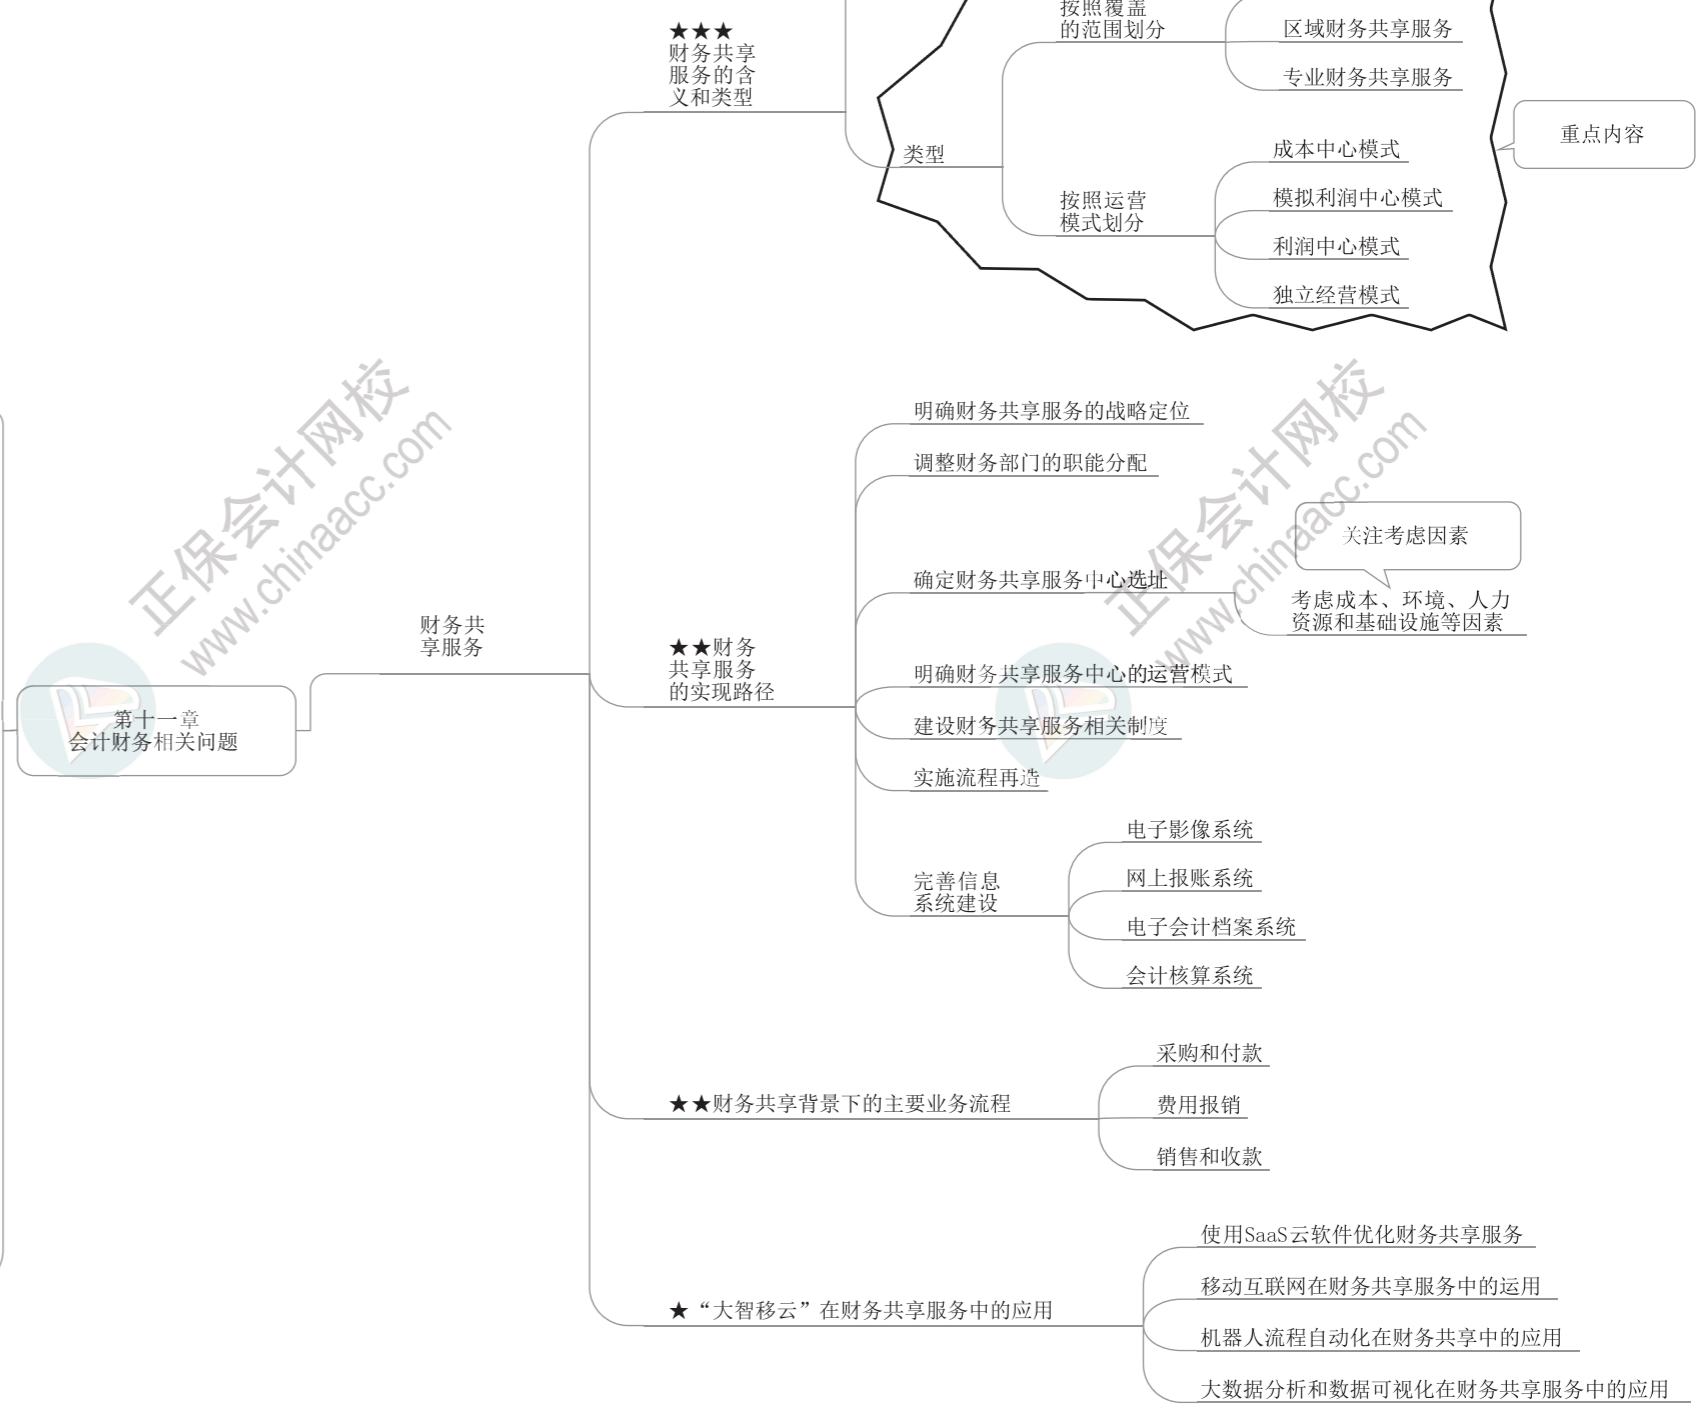 ★★★
财务共享
服务的含
义和类型
类型
按照覆盖
的范围划分
区域财务共享服务
专业财务共享服务
按照运营
模式划分
成本中心模式
模拟利润中心模式
利润中心模式
独立经营模式
重点内容
第十一章
会计财务相关问题
财务共
享服务
★★财务
共享服务
的实现路径
明确财务共享服务的战略定位
调整财务部门的职能分配
确定财务共享服务中心选址
关注考虑因素
考虑成本、环境、人力
资源和基础设施等因素
明确财务共享服务中心的运营模式
建设财务共享服务相关制度
实施流程再造
完善信息
系统建设
电子影像系统
网上报账系统
电子会计档案系统
会计核算系统
★★财务共享背景下的主要业务流程
采购和付款
费用报销
销售和收款
★“大智移云”在财务共享服务中的应用
使用SaaS云软件优化财务共享服务
移动互联网在财务共享服务中的运用
机器人流程自动化在财务共享中的应用
大数据分析和数据可视化在财务共享服务中的应用
正保会计网校
www.chinaacc.com
正保会计网校
www.chinaacc.com